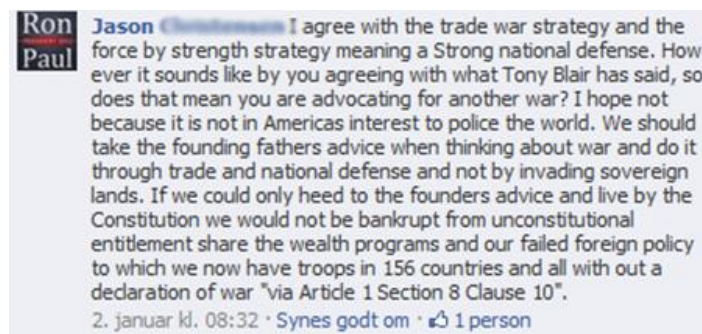 Ron
Paul
Jason I agree with the trade war strategy and the
force by strength strategy meaning a Strong national defense. How
ever it sounds like by you agreeing with what Tony Blair has said, so
does that mean you are advocating for another war? I hope not
because it is not in Americas interest to police the world. We should
take the founding fathers advice when thinking about war and do it
through trade and national defense and not by invading sovereign
lands. If we could only heed to the founders advice and live by the
Constitution we would not be bankrupt from unconstitutional
entitlement share the wealth programs and our failed foreign policy
to which we now have troops in 156 countries and all with out a
declaration of war "via Article 1 Section 8 Clause 10".
2. januar kl. 08:32 · Synes godt om · 1 person